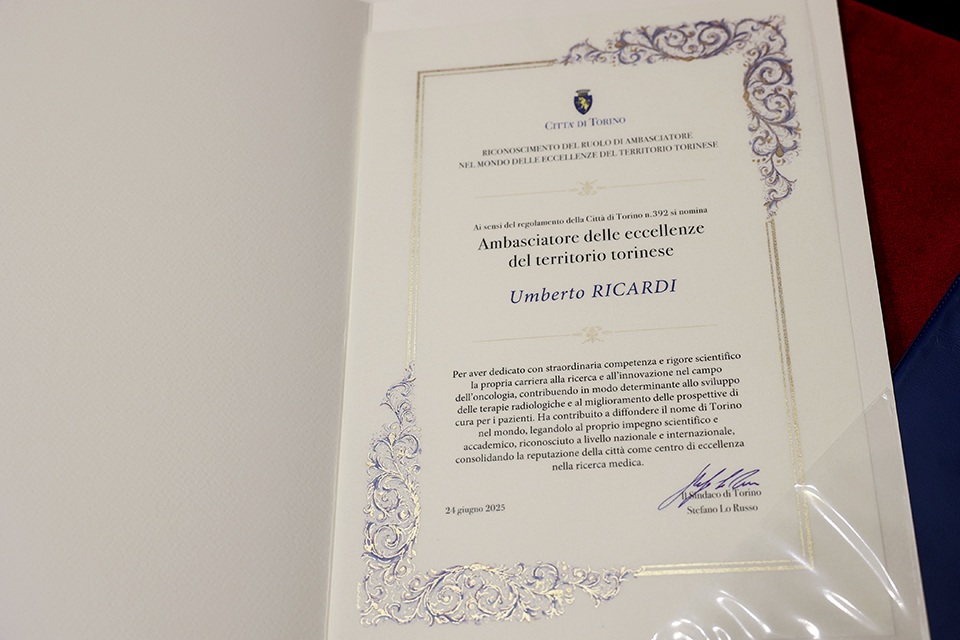 CITTA' DI TORINO
RICONOSCIMENTO DEL RUOLO DI AMBASCIATORE
NEL MONDO DELLE ECCELLENZE DEL TERRITORIO TORINESE
Ai sensi del regolamento della Città di Torino n.392 si nomina
Ambasciatore delle eccellenze
del territorio torinese
Umberto RICARDI
Per aver dedicato con straordinaria competenza e rigore scientifico
la propria carriera alla ricerca e all'innovazione nel campo
dell'oncologia, contribuendo in modo determinante allo sviluppo
delle terapie radiologiche e al miglioramento delle prospettive di
cura per i pazienti. Ha contribuito a diffondere il nome di Torino
nel mondo, legandolo al proprio impegno scientifico e
accademico, riconosciuto a livello nazionale e internazionale,
consolidando la reputazione della città come centro di eccellenza
nella ricerca medica.
24 giugno 2025
Il Sindaco di Torino
Stefano Lo Russo